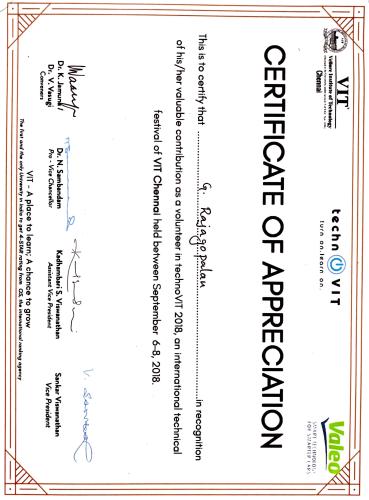 VIT
Vellore Institute of Technology
Chennai
techno VIT
turn on.learn on.
Valeo
SMART TECHNOLOGY
FOR SMARTER CARS
CERTIFICATE OF APPRECIATION
This is to certify that G. Rajagopalan in recognition
of his/her valuable contribution as a volunteer in technoVIT 2018, an international technical
festival of VIT Chennai held between September 6-8, 2018.
Dr. K. Jamuna / Dr. N. Sambandam Kadhambari S. Viswanathan Sankar Viswanathan
Dr. V. Vasugi Pro - Vice Chancellor Assistant Vice President Vice President
Conveners
VIT - A place to learn; A chance to grow
The first and the only University in India to get 4-STAR rating from QS, the international ranking agency